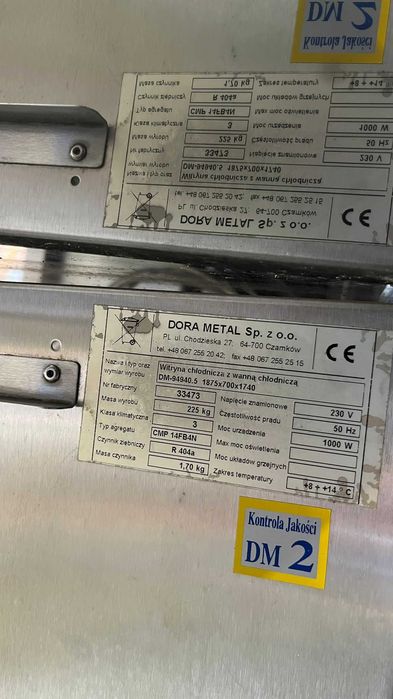 DORA METAL Sp. z o.o.
PL ul. Chodzieska 27; 64-700 Czarnków
tel. +48 067 255 20 42; fax +48 067 255 25 15
CE
Nazwa i typ oraz wymiar wyrobu Witryna chłodnicza z wanną chłodniczą
DM-94940.5 1875x700x1740
Nr fabryczny 33473 Napięcie znamionowe 230 V
Masa wyrobu 225 kg Częstotliwość prądu 50 Hz
Klasa klimatyczna 3 Moc urządzenia 1000 W
Typ agregatu CMP 14FB4N Max moc oświetlenia
Czynnik ziębniczy R 404a Moc układów grzejnych
Masa czynnika 1,70 kg Zakres temperatury +8 ÷ +14 ° C
Kontrola Jakości
DM 2